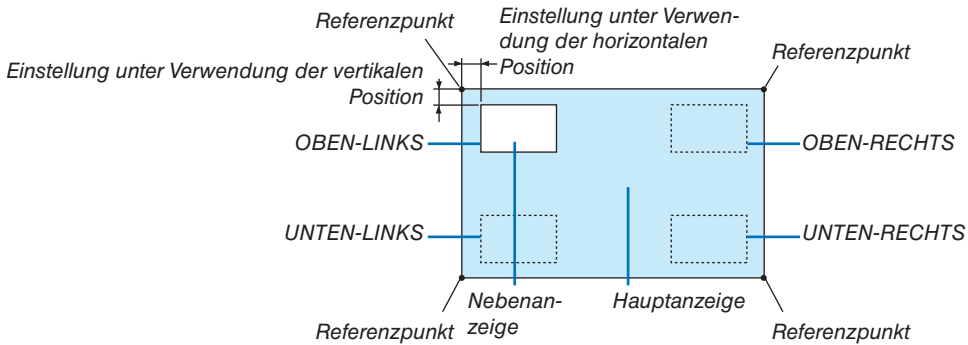 Referenzpunkt
Einstellung unter Verwen-
dung der horizontalen
Position
Referenzpunkt
Einstellung unter Verwendung der vertikalen
Position
OBEN-LINKS
OBEN-RECHTS
UNTEN-LINKS
UNTEN-RECHTS
Referenzpunkt
Nebenan-
zeige
Hauptanzeige
Referenzpunkt